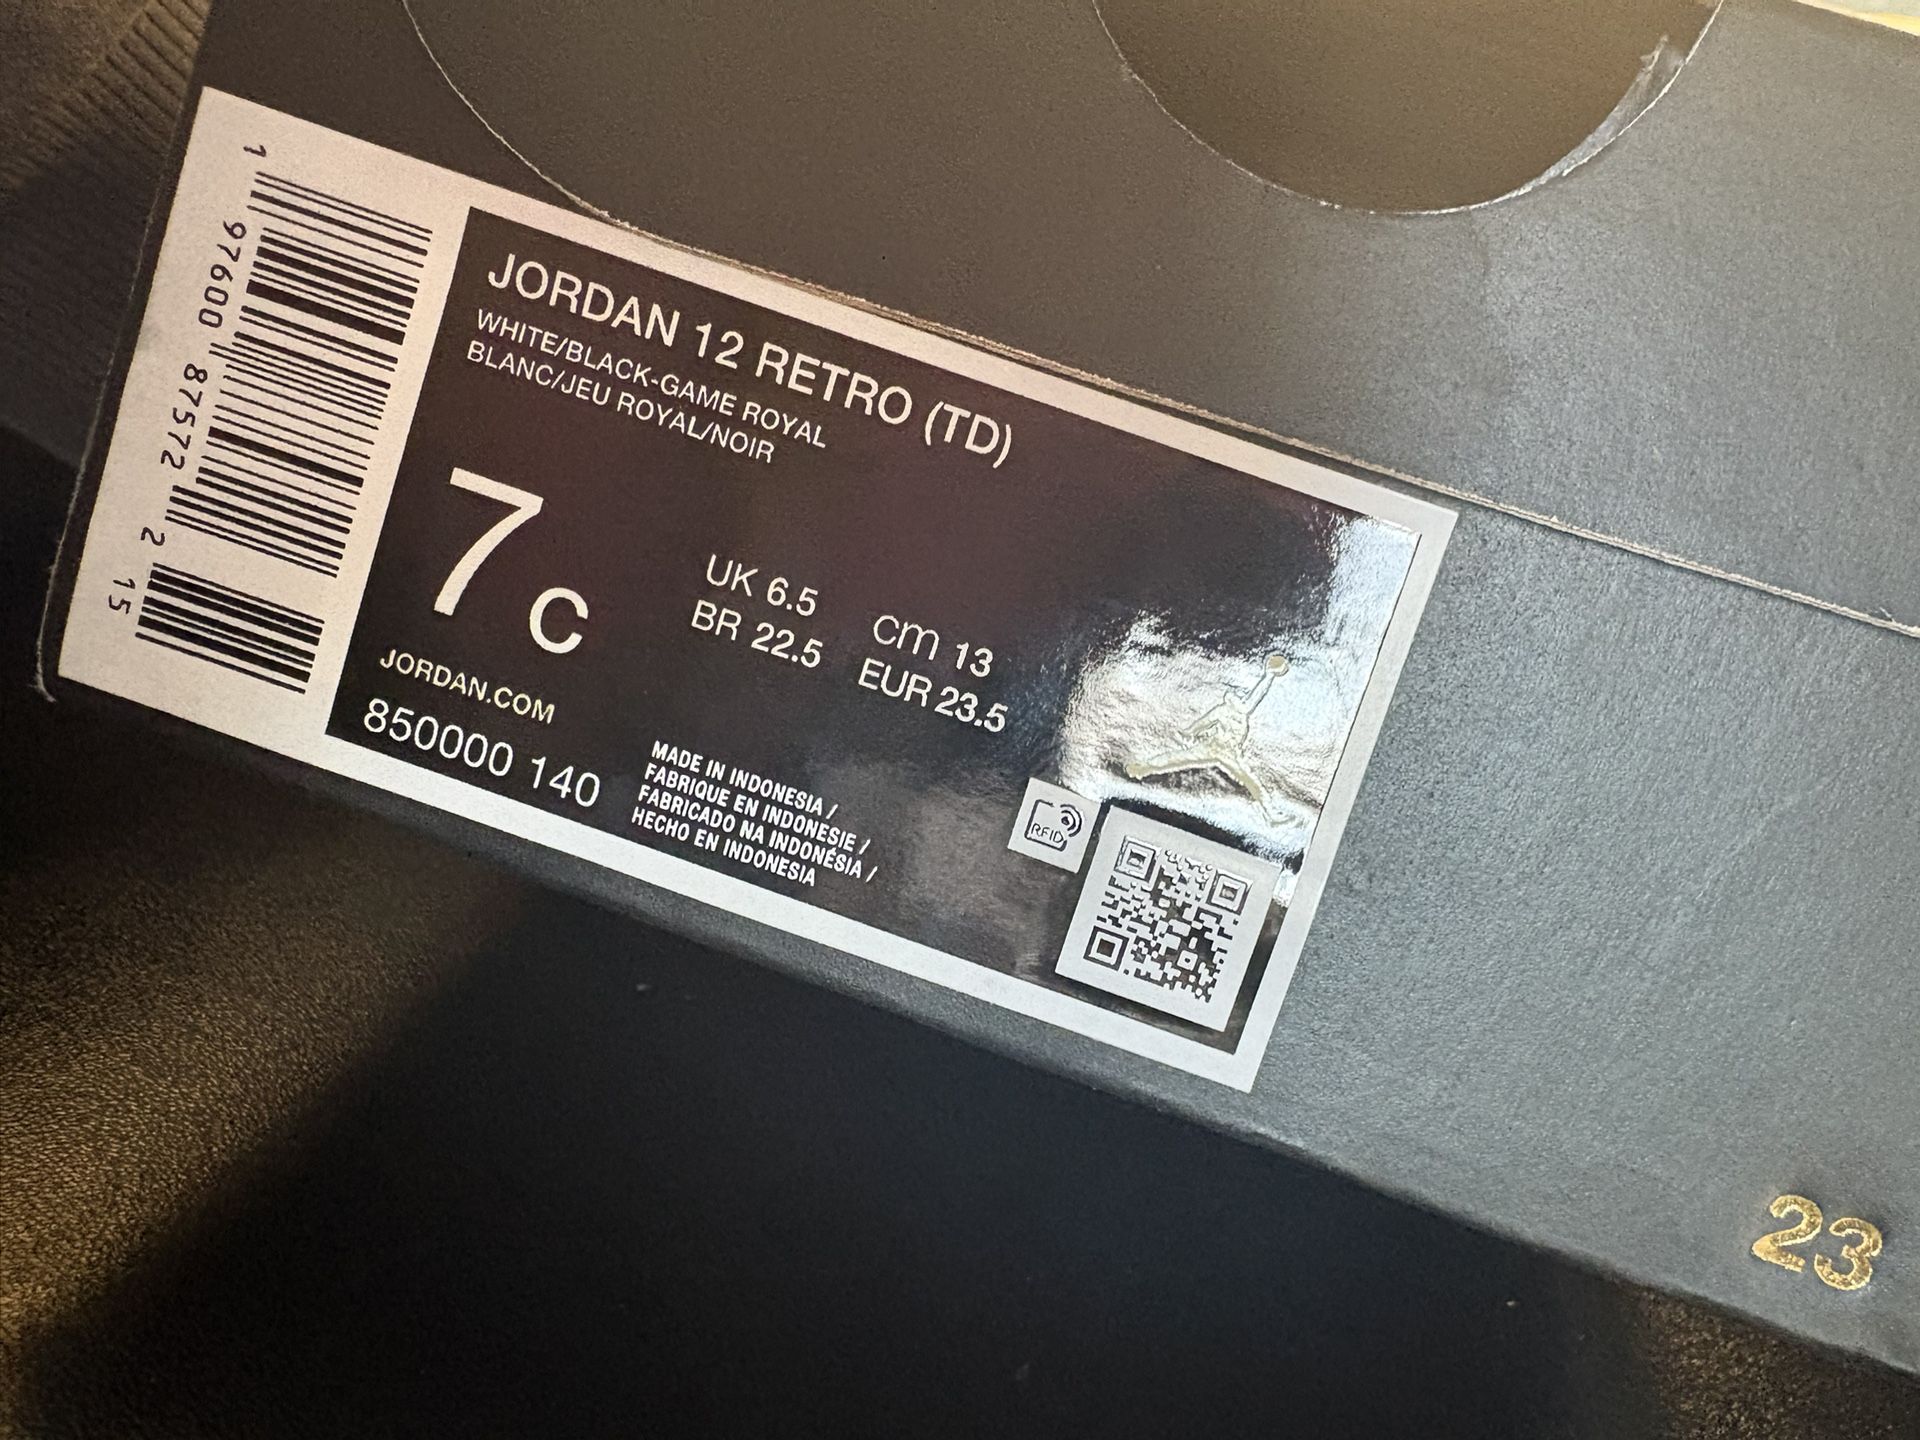 1 97600 87572 2 15
JORDAN 12 RETRO (TD)
WHITE/BLACK-GAME ROYAL
BLANC/JEU ROYAL/NOIR
7 C
UK 6.5
BR 22.5
cm 13
EUR 23.5
JORDAN.COM
850000 140
MADE IN INDONESIA /
FABRIQUE EN INDONESIE /
FABRICADO NA INDONÉSIA /
HECHO EN INDONESIA
RFID
23